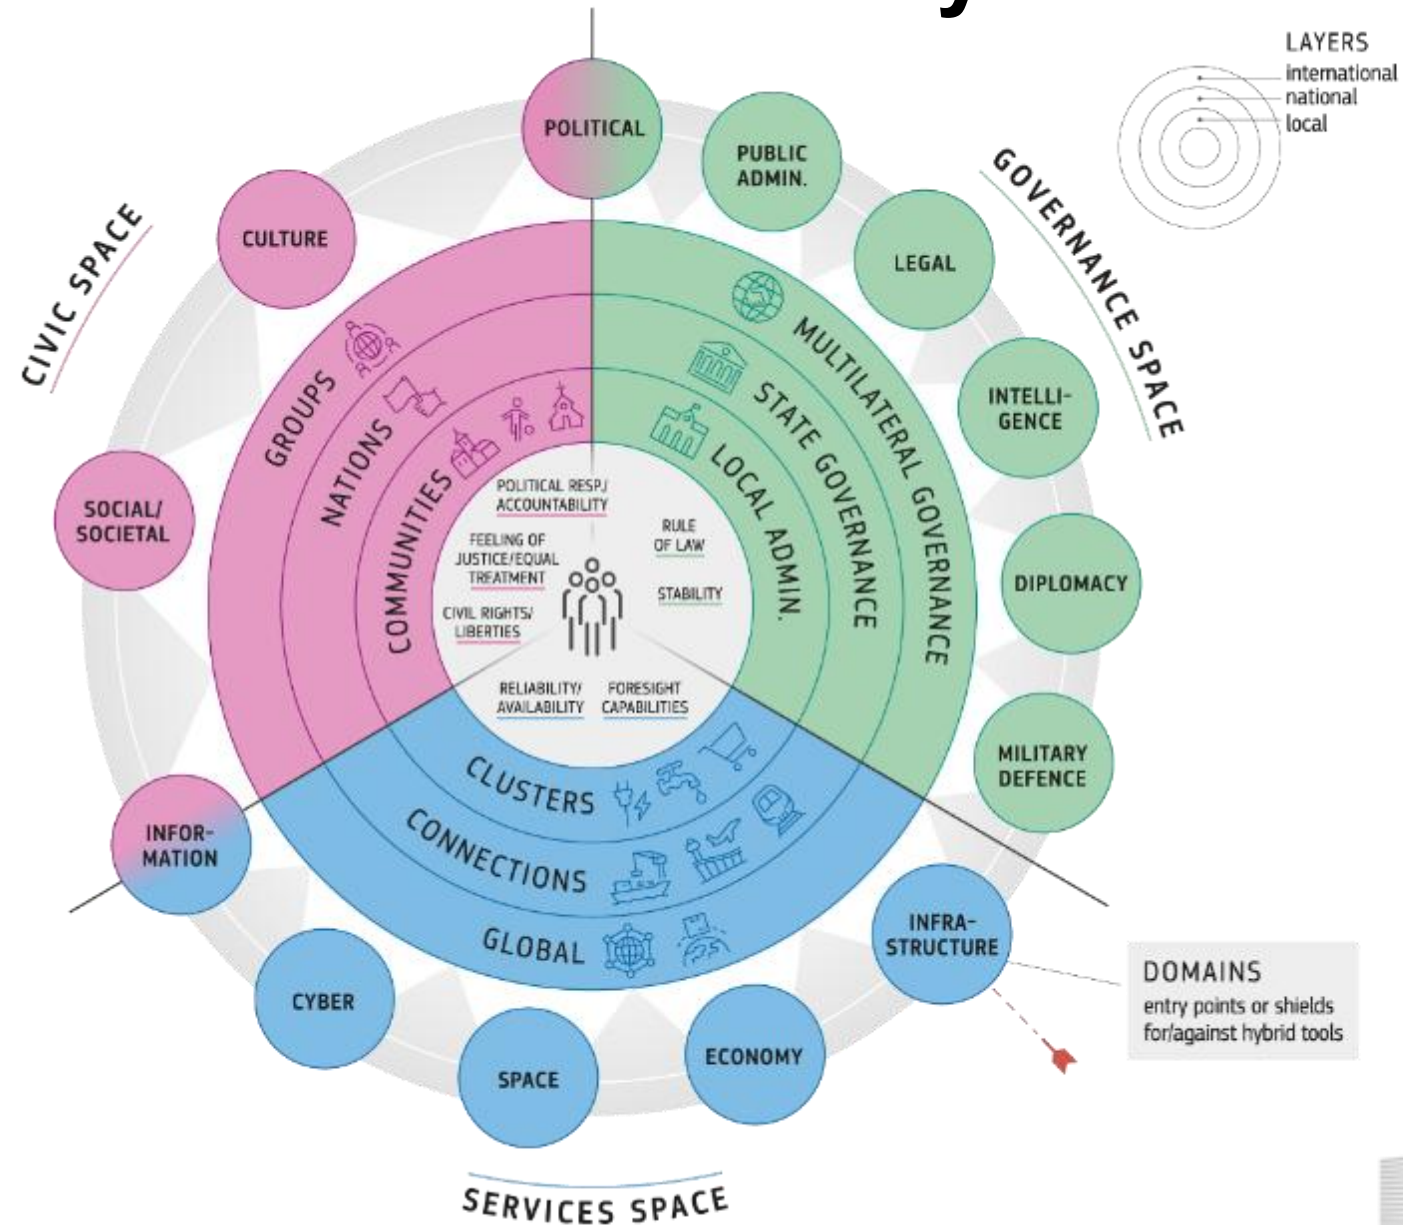 y
LAYERS
international
national
local
CIVIC SPACE
GOVERNANCE SPACE
SERVICES SPACE
POLITICAL
PUBLIC
ADMIN.
LEGAL
INTELLI-
GENCE
DIPLOMACY
MILITARY
DEFENCE
INFRA-
STRUCTURE
ECONOMY
SPACE
CYBER
INFOR-
MATION
SOCIAL/
SOCIETAL
CULTURE
GROUPS
NATIONS
COMMUNITIES
MULTILATERAL GOVERNANCE
STATE GOVERNANCE
LOCAL ADMIN.
CLUSTERS
CONNECTIONS
GLOBAL
POLITICAL RESP./
ACCOUNTABILITY
FEELING OF
JUSTICE/EQUAL
TREATMENT
CIVIL RIGHTS/
LIBERTIES
RULE
OF LAW
STABILITY
RELIABILITY/
AVAILABILITY
FORESIGHT
CAPABILITIES
DOMAINS
entry points or shields
for/against hybrid tools